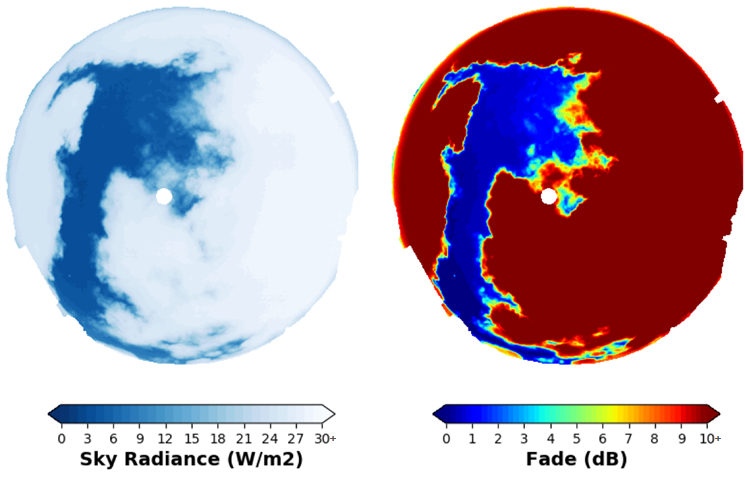 0 3 6 9 12 15 18 21 24 27 30+
Sky Radiance (W/m2)
0 1 2 3 4 5 6 7 8 9 10+
Fade (dB)